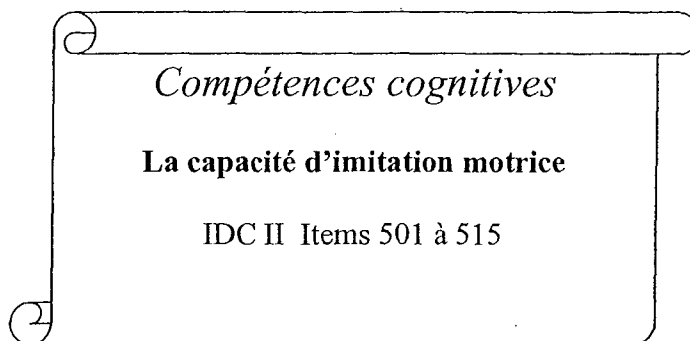 Compétences cognitives
La capacité d'imitation motrice
IDC II Items 501 à 515